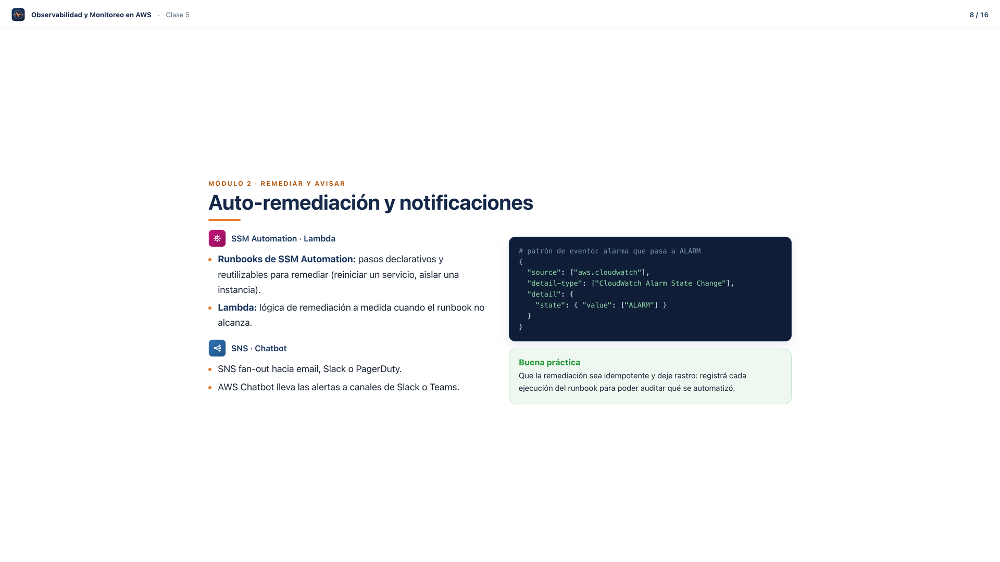 Observabilidad y Monitoreo en AWS · Clase 5
8 / 16
MÓDULO 2 · REMEDIAR Y AVISAR
Auto-remediación y notificaciones
SSM Automation · Lambda
Runbooks de SSM Automation: pasos declarativos y
reutilizables para remediar (reiniciar un servicio, aislar una
instancia).
Lambda: lógica de remediación a medida cuando el runbook no
alcanza.
SNS · Chatbot
SNS fan-out hacia email, Slack o PagerDuty.
AWS Chatbot lleva las alertas a canales de Slack o Teams.
# patrón de evento: alarma que pasa a ALARM
{
  "source": ["aws.cloudwatch"],
  "detail-type": ["CloudWatch Alarm State Change"],
  "detail": {
    "state": { "value": ["ALARM"] }
  }
}
Buena práctica
Que la remediación sea idempotente y deje rastro: registrá cada
ejecución del runbook para poder auditar qué se automatizó.